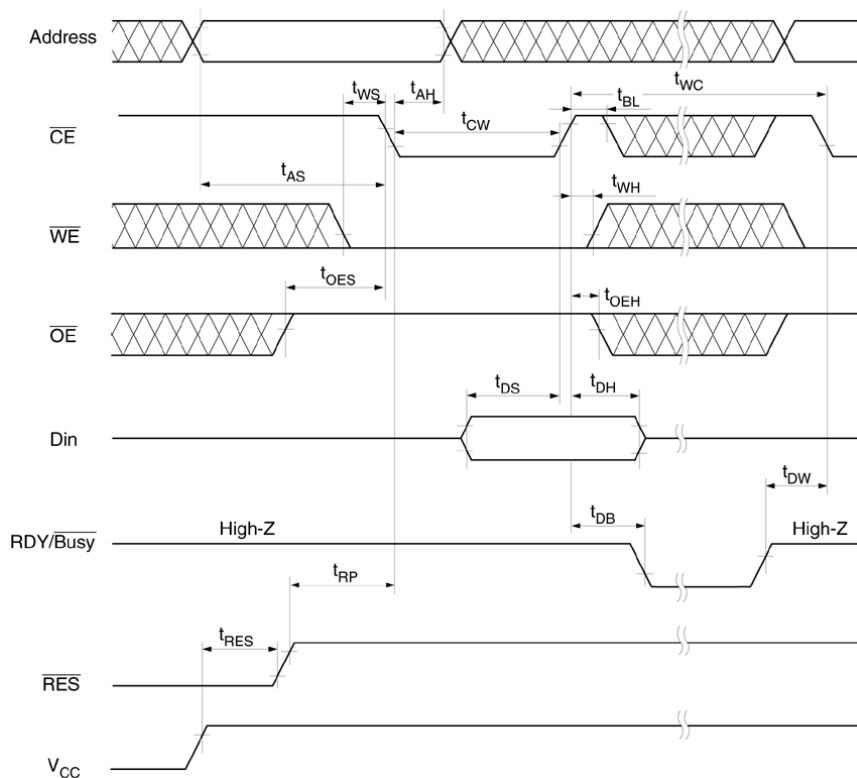 Address
tWC
tWS
tAH
tBL
tCW
CE
tAS
tWH
WE
tOES
tOEH
OE
tDS
tDH
Din
tDW
tDB
High-Z
High-Z
RDY/Busy
tRP
tRES
RES
VCC